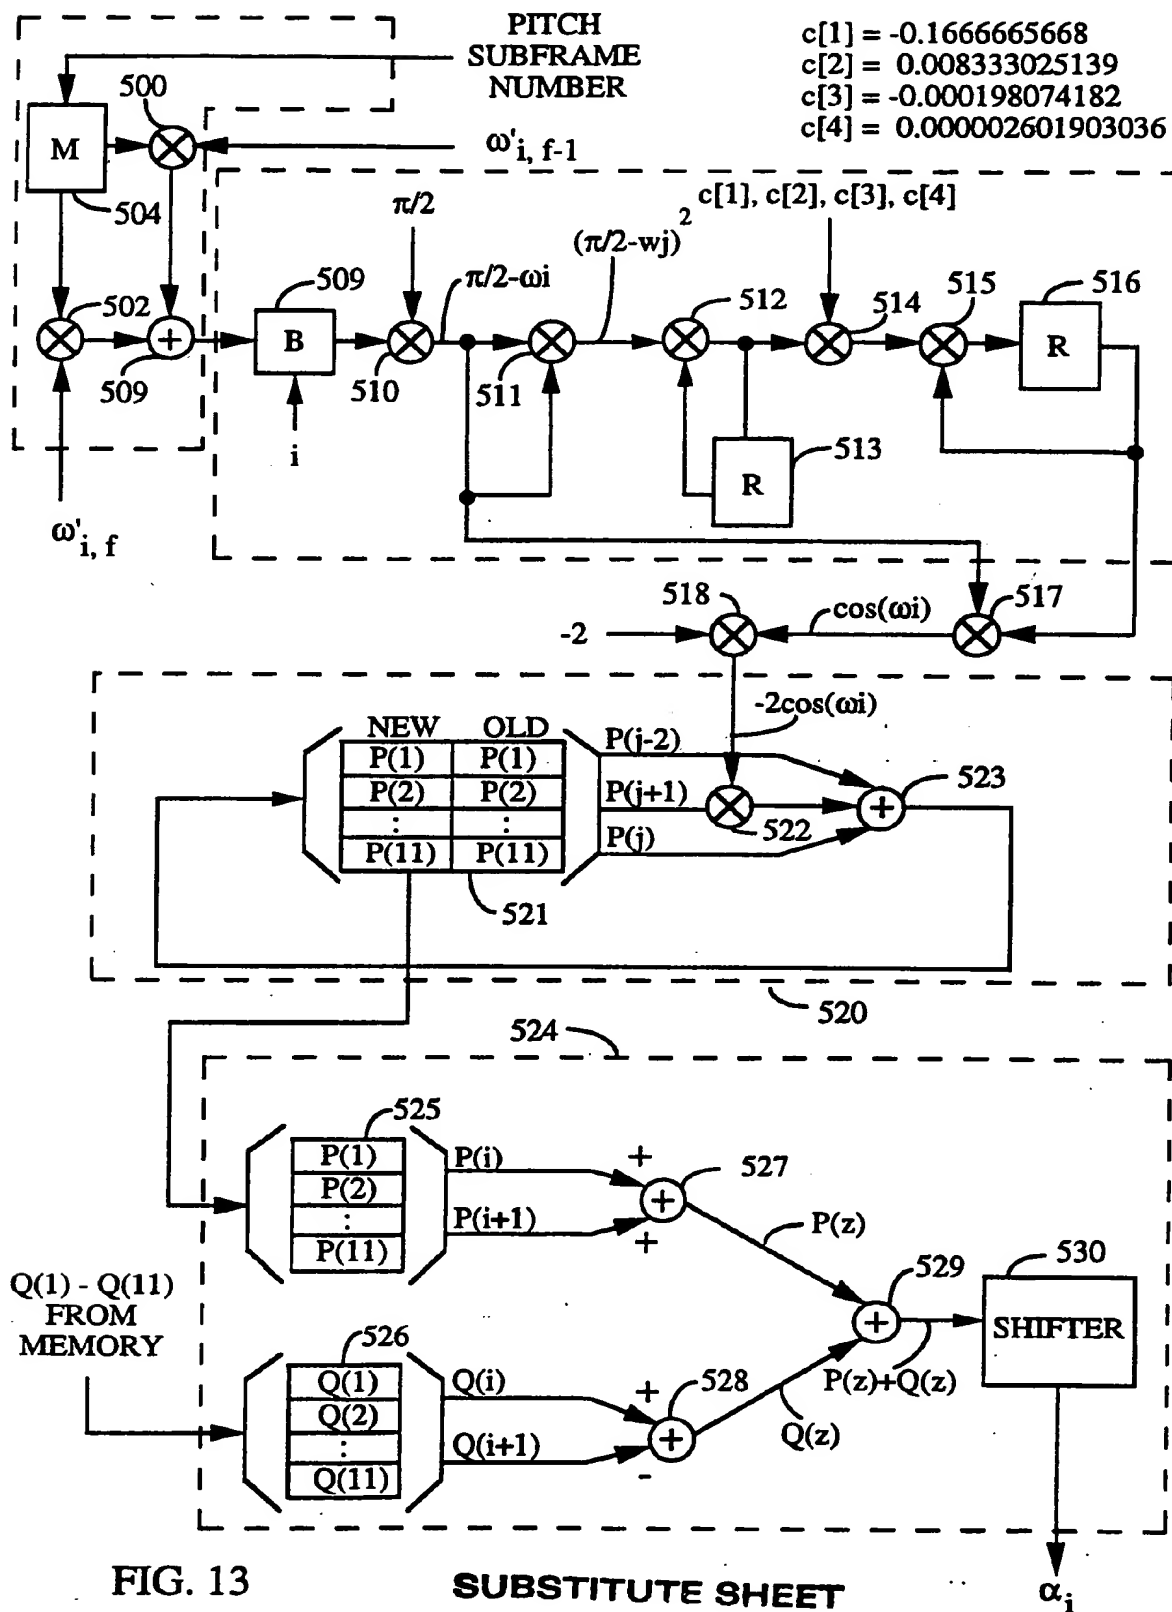 PITCH
SUBFRAME
NUMBER
c[1] = -0.1666665668
c[2] = 0.008333025139
c[3] = -0.000198074182
c[4] = 0.000002601903036
500
M
504
ω'i, f-1
π/2
c[1], c[2], c[3], c[4]
(π/2-wj)²
π/2-ωi
502
509
509
B
i
510
511
512
513
R
514
515
516
R
ω'i, f
518
-2
cos(ωi)
517
-2cos(ωi)
NEW OLD
P(1) P(1)
P(2) P(2)
: :
P(11) P(11)
P(j-2)
P(j+1)
P(j)
521
522
523
520
524
525
P(1)
P(2)
:
P(11)
P(i)
P(i+1)
+
+
+
527
P(z)
Q(1) - Q(11)
FROM
MEMORY
526
Q(1)
Q(2)
:
Q(11)
Q(i)
Q(i+1)
+
+
-
528
Q(z)
529
+
P(z)+Q(z)
530
SHIFTER
αi
FIG. 13
SUBSTITUTE SHEET